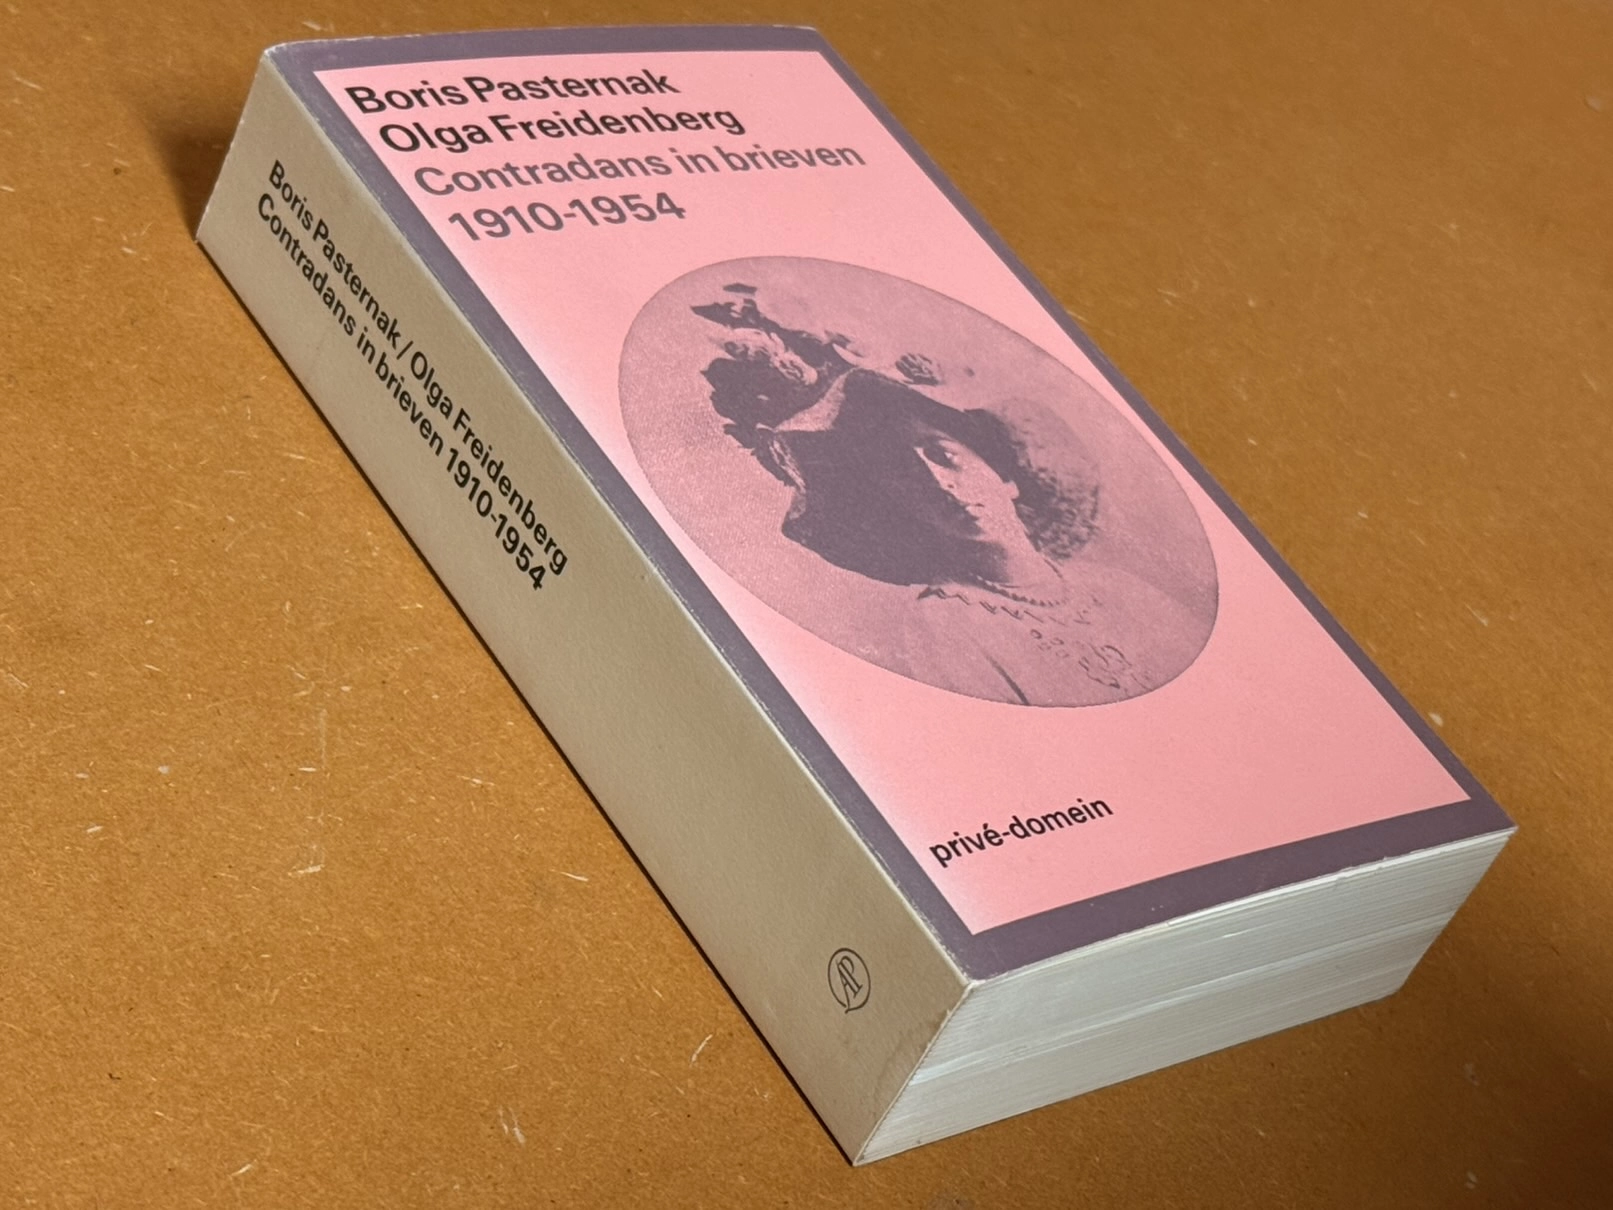 Boris Pasternak
Olga Freidenberg
Contradans in brieven
1910-1954
privé-domein
Boris Pasternak / Olga Freidenberg
Contradans in brieven 1910-1954
AP